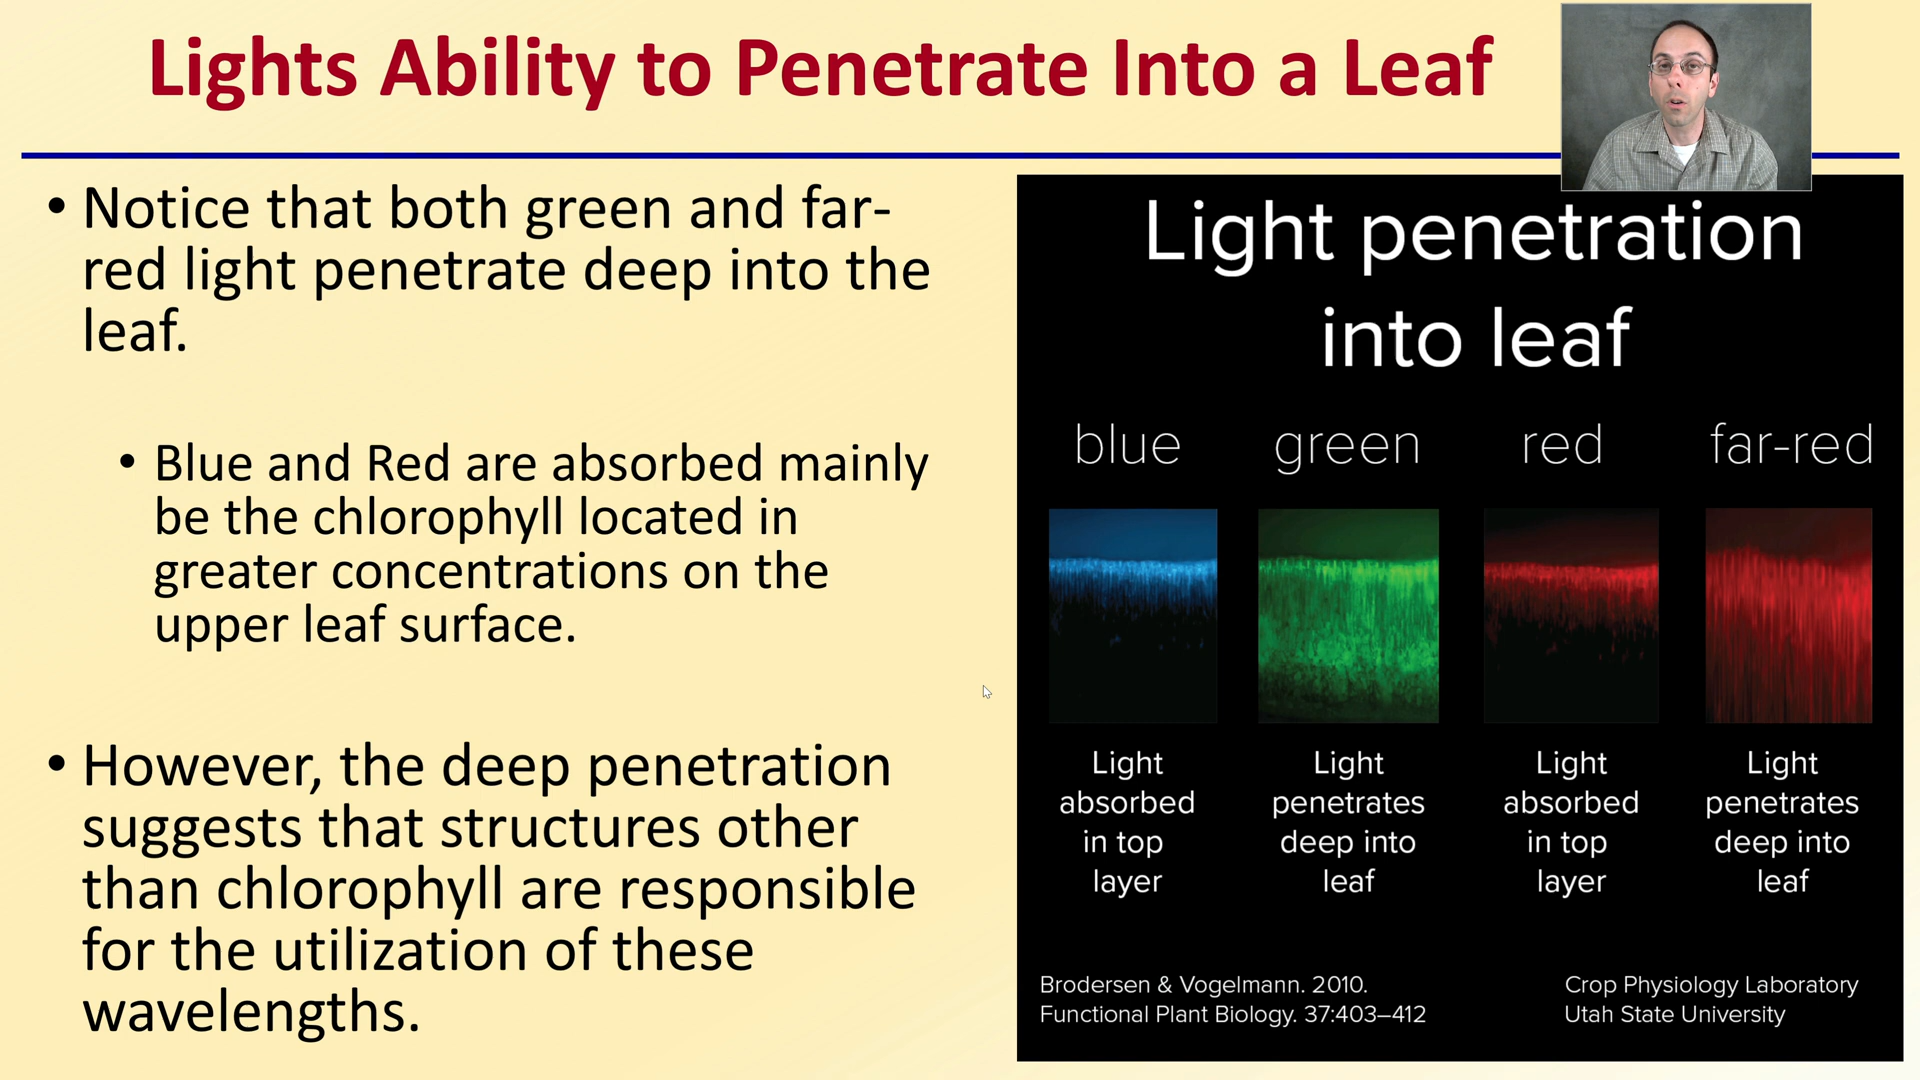 Lights Ability to Penetrate Into a Leaf
• Notice that both green and far-
red light penetrate deep into the
leaf.
• Blue and Red are absorbed mainly
be the chlorophyll located in
greater concentrations on the
upper leaf surface.
• However, the deep penetration
suggests that structures other
than chlorophyll are responsible
for the utilization of these
wavelengths.
Light penetration
into leaf
blue green red far-red
Light
absorbed
in top
layer
Light
penetrates
deep into
leaf
Light
absorbed
in top
layer
Light
penetrates
deep into
leaf
Brodersen & Vogelmann. 2010.
Functional Plant Biology. 37:403–412
Crop Physiology Laboratory
Utah State University